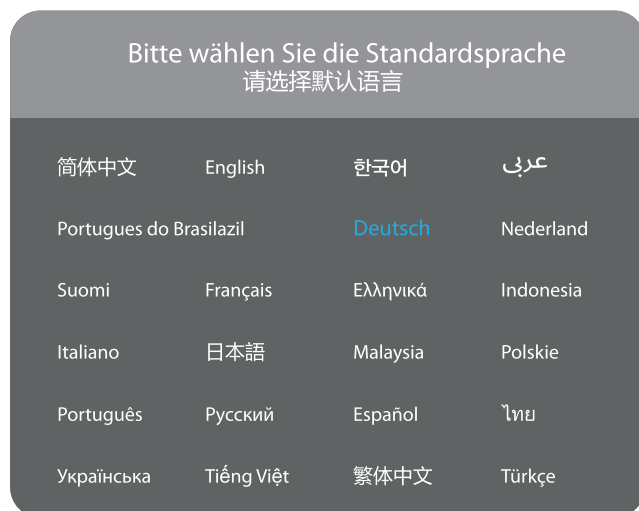 Bitte wählen Sie die Standardsprache
请选择默认语言
简体中文 English 한국어 عربى
Portugues do Brasilazil Deutsch Nederland
Suomi Français Ελληνικά Indonesia
Italiano 日本語 Malaysia Polskie
Português Русский Español ไทย
Українська Tiếng Việt 繁体中文 Türkçe